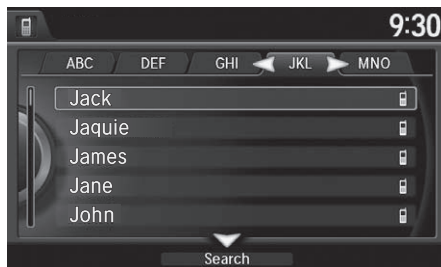 9:30
ABC DEF GHI JKL MNO
Jack
Jaquie
James
Jane
John
Search